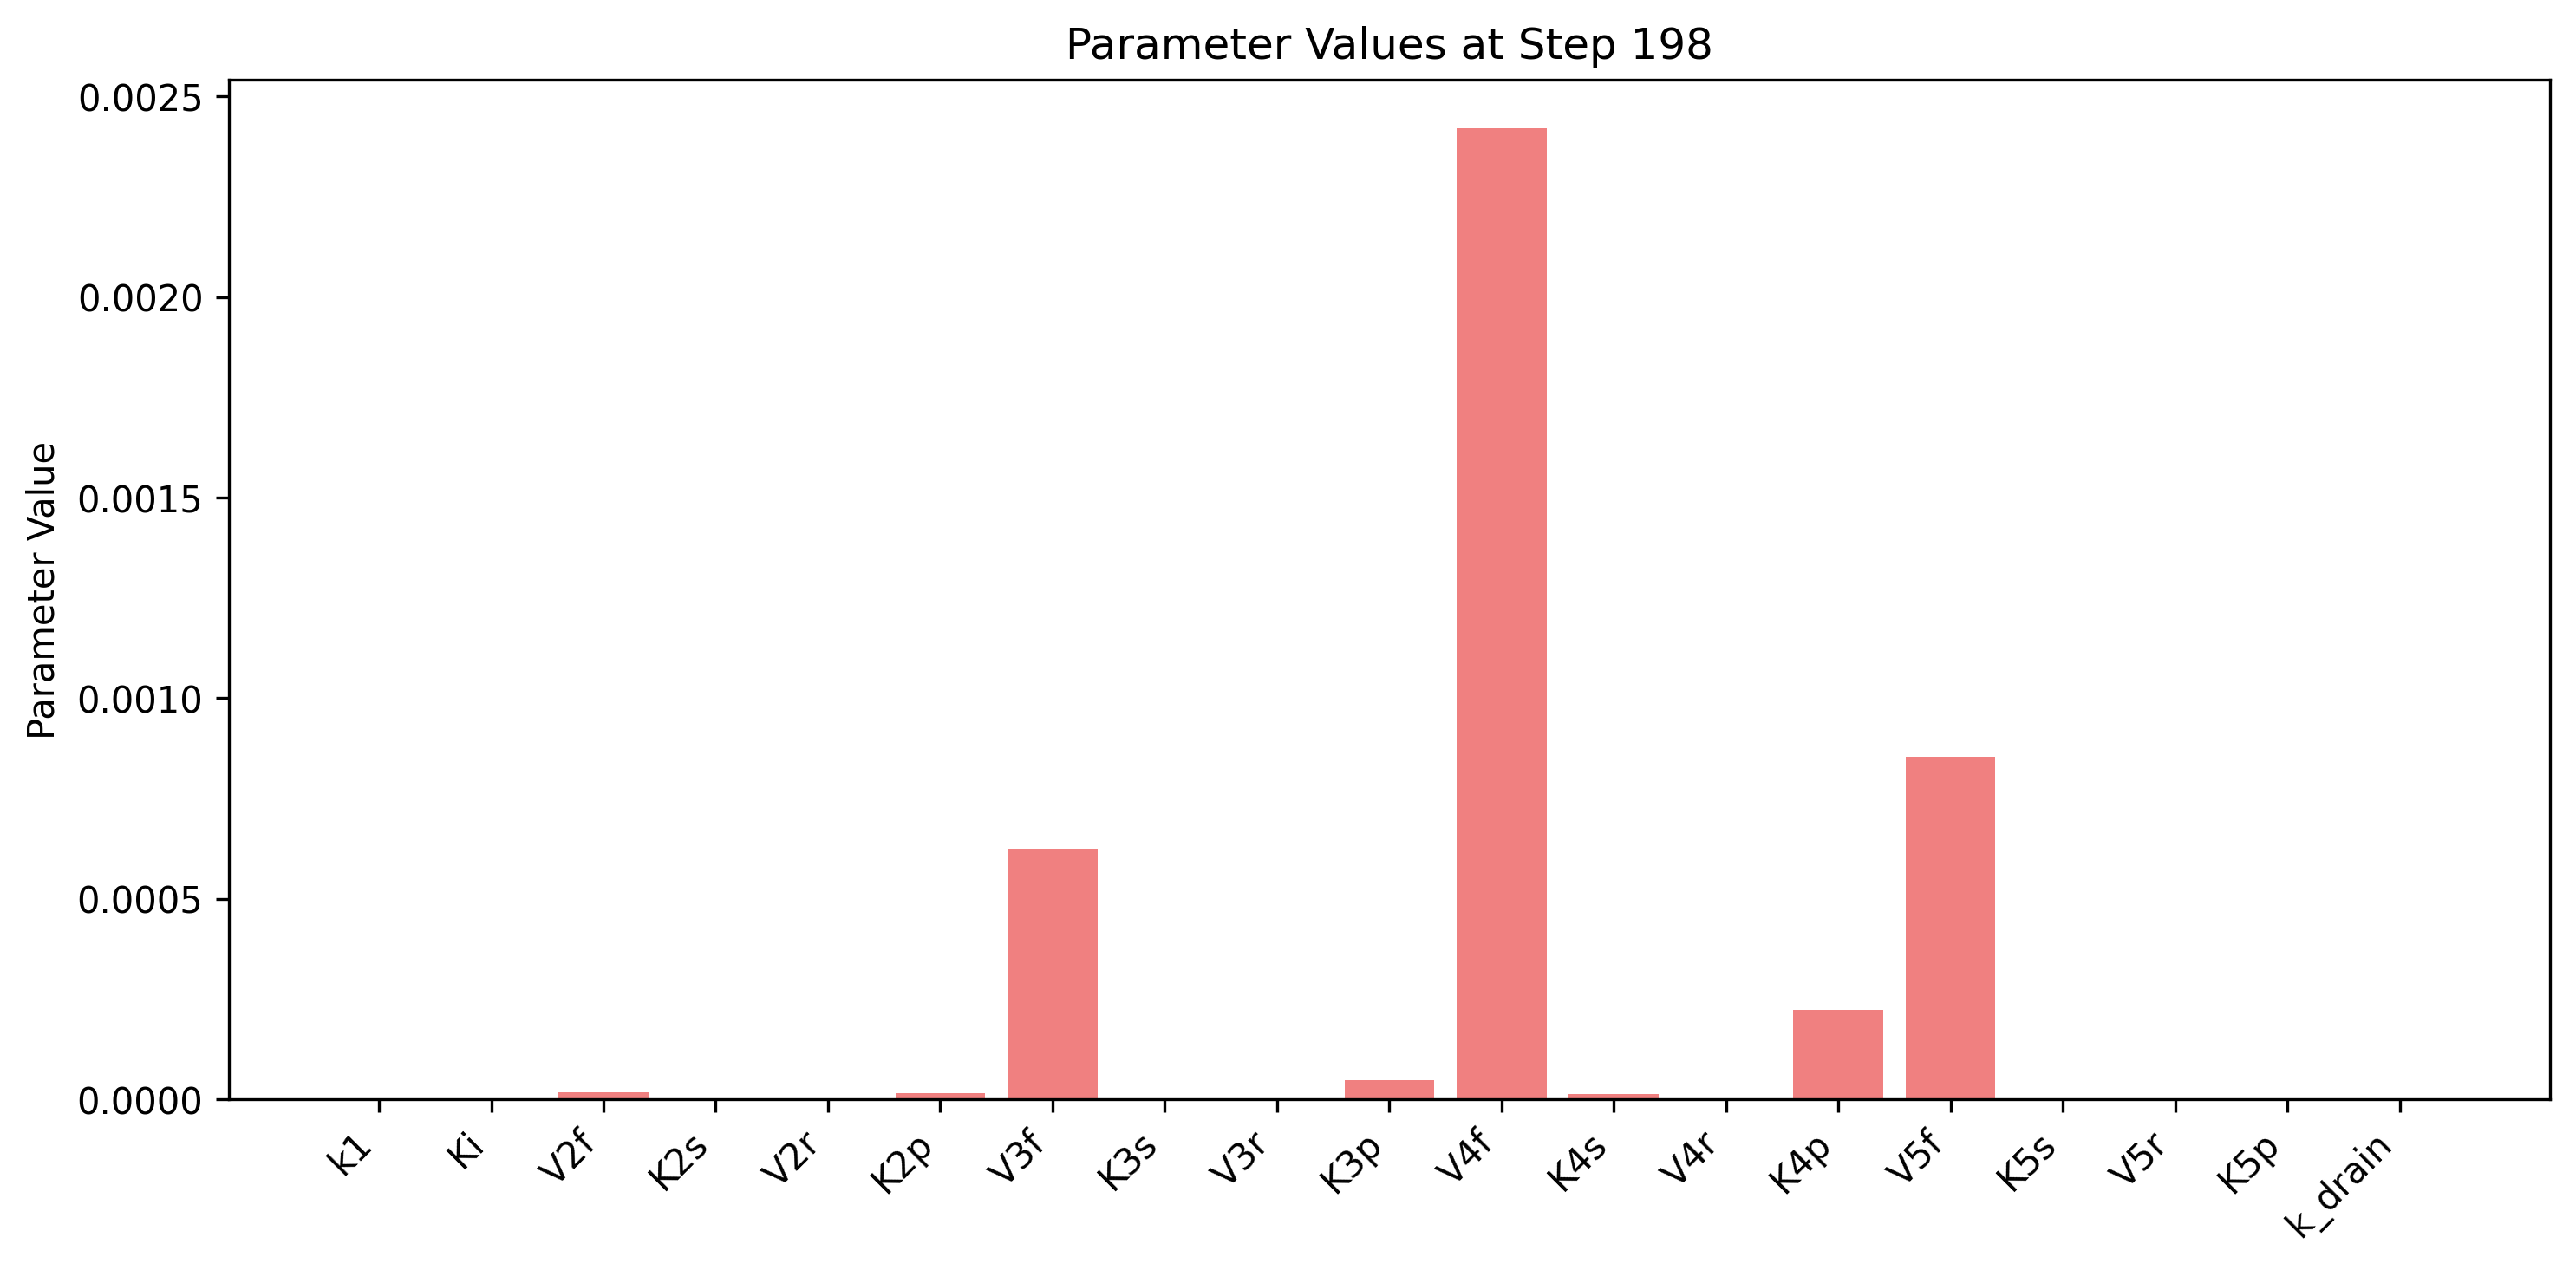 Parameter Values at Step 198
Parameter Value
0.0025
0.0020
0.0015
0.0010
0.0005
0.0000
k1
Ki
V2f
K2s
V2r
K2p
V3f
K3s
V3r
K3p
V4f
K4s
V4r
K4p
V5f
K5s
V5r
K5p
k_drain